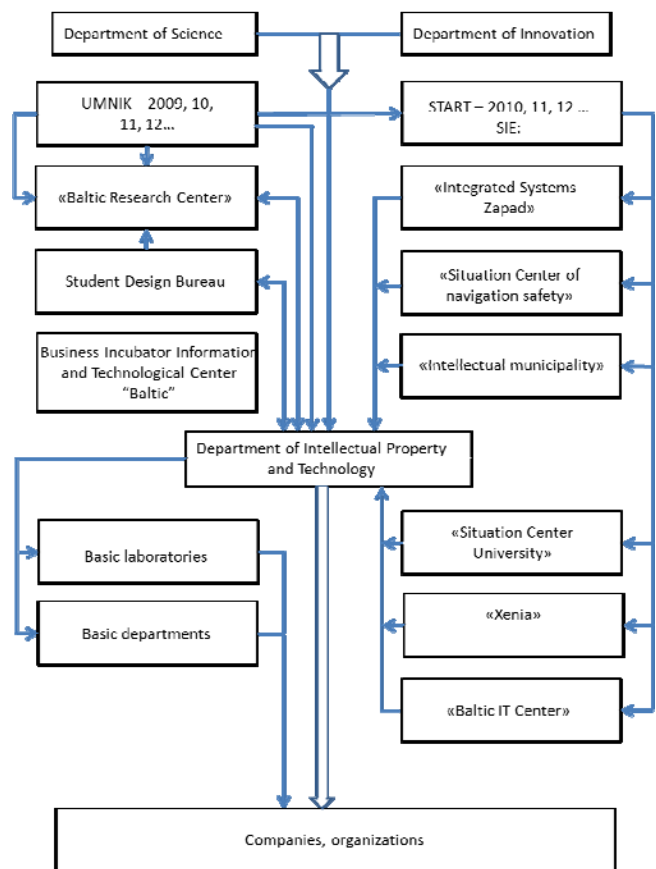 Department of Science
Department of Innovation
UMNIK 2009, 10,
11, 12...
START – 2010, 11, 12 ...
SIE:
«Baltic Research Center»
«Integrated Systems
Zapad»
Student Design Bureau
«Situation Center of
navigation safety»
Business Incubator Information
and Technological Center
“Baltic”
«Intellectual municipality»
Department of Intellectual Property
and Technology
Basic laboratories
«Situation Center
University»
Basic departments
«Xenia»
«Baltic IT Center»
Companies, organizations